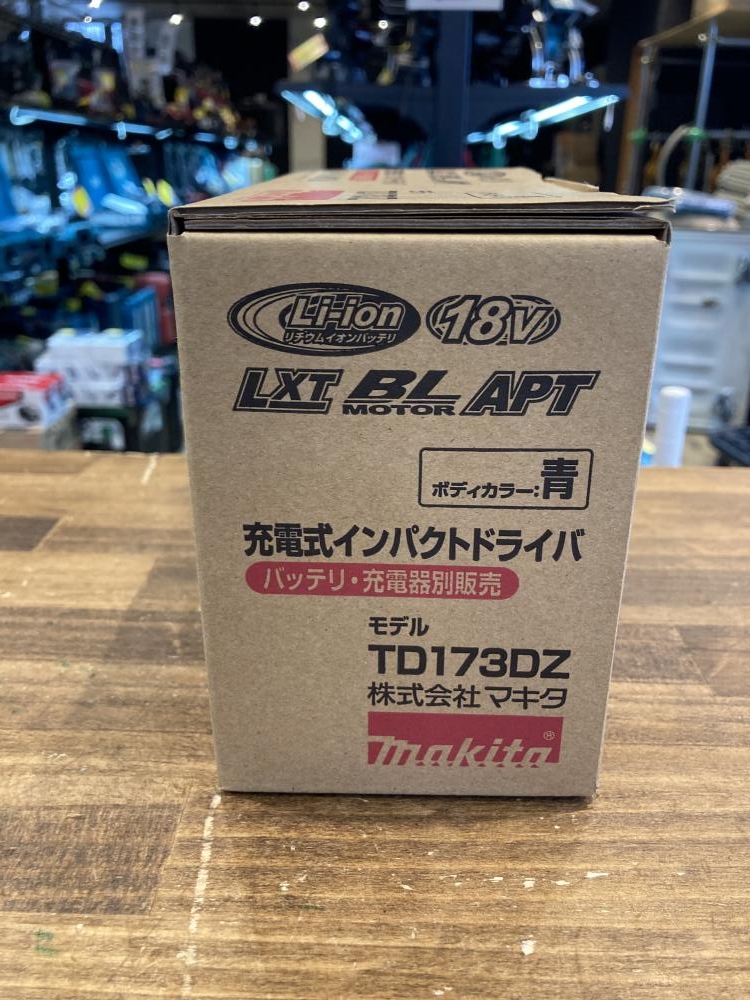 Li-ion 18V
リチウムイオンバッテリ
LXT BL MOTOR APT
ボディカラー:青
充電式インパクトドライバ
バッテリ・充電器別販売
モデル
TD173DZ
株式会社マキタ
makita®